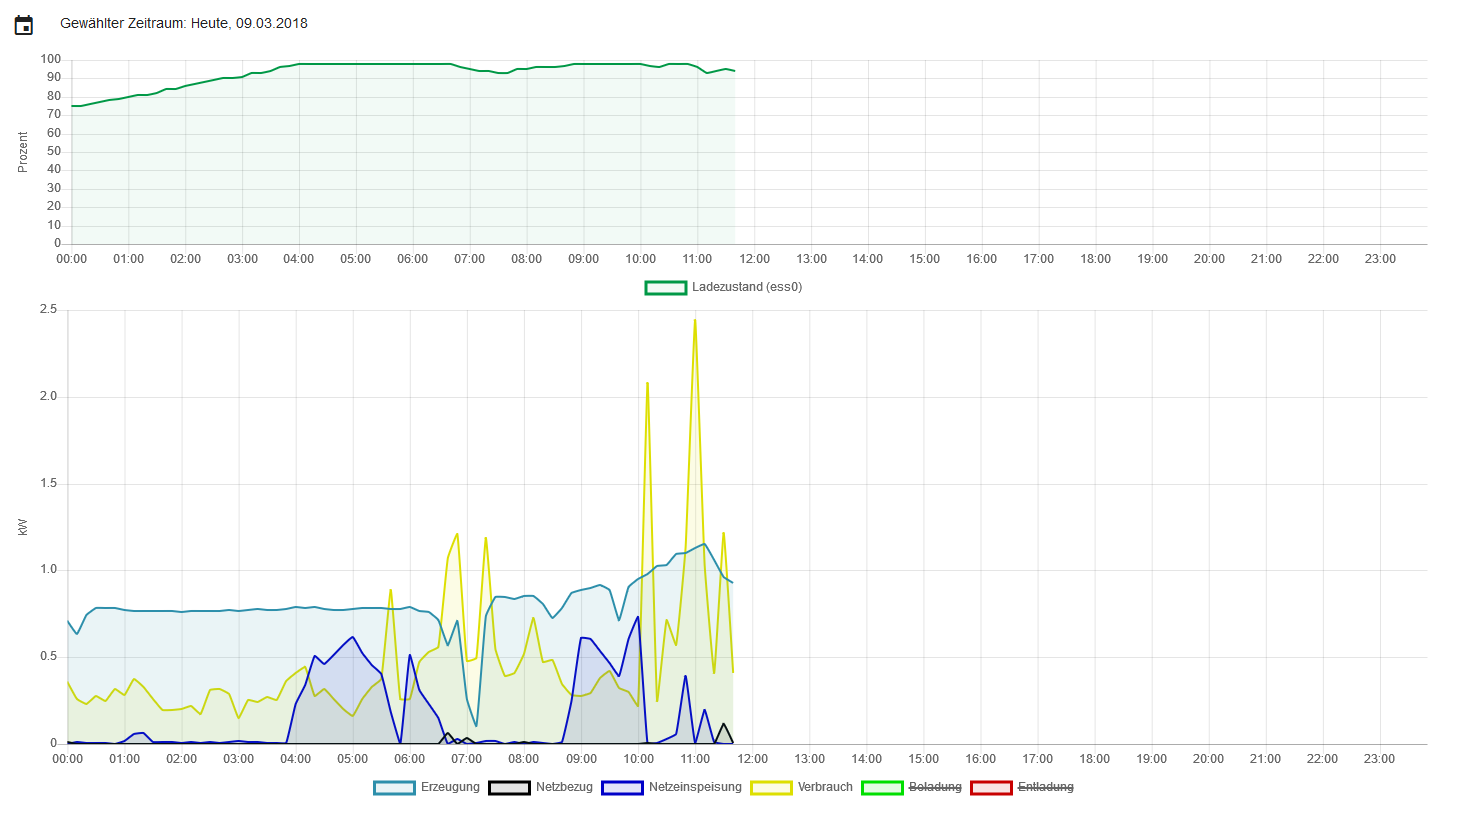 Gewählter Zeitraum: Heute, 09.03.2018
100
90
80
70
60
50
40
30
20
10
0
Prozent
00:00 01:00 02:00 03:00 04:00 05:00 06:00 07:00 08:00 09:00 10:00 11:00 12:00 13:00 14:00 15:00 16:00 17:00 18:00 19:00 20:00 21:00 22:00 23:00
Ladezustand (ess0)
2.5
2.0
1.5
1.0
0.5
0
kW
00:00 01:00 02:00 03:00 04:00 05:00 06:00 07:00 08:00 09:00 10:00 11:00 12:00 13:00 14:00 15:00 16:00 17:00 18:00 19:00 20:00 21:00 22:00 23:00
Erzeugung Netzbezug Netzeinspeisung Verbrauch Beladung Entladung